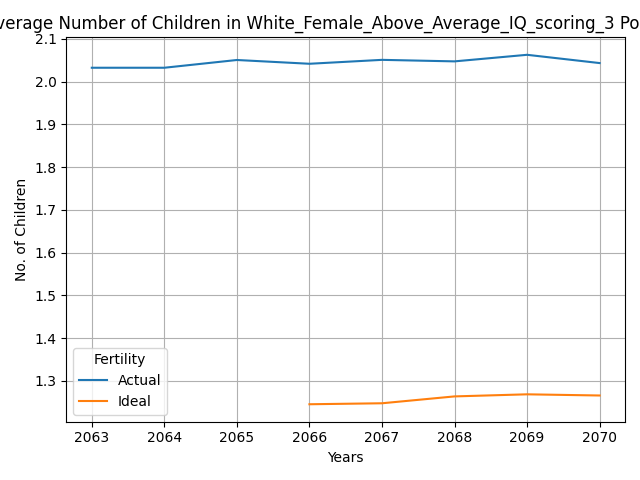 verage Number of Children in White_Female_Above_Average_IQ_scoring_3 Po
2.1
2.0
1.9
1.8
1.7
1.6
1.5
1.4
1.3
No. of Children
Fertility
Actual
Ideal
2063 2064 2065 2066 2067 2068 2069 2070
Years